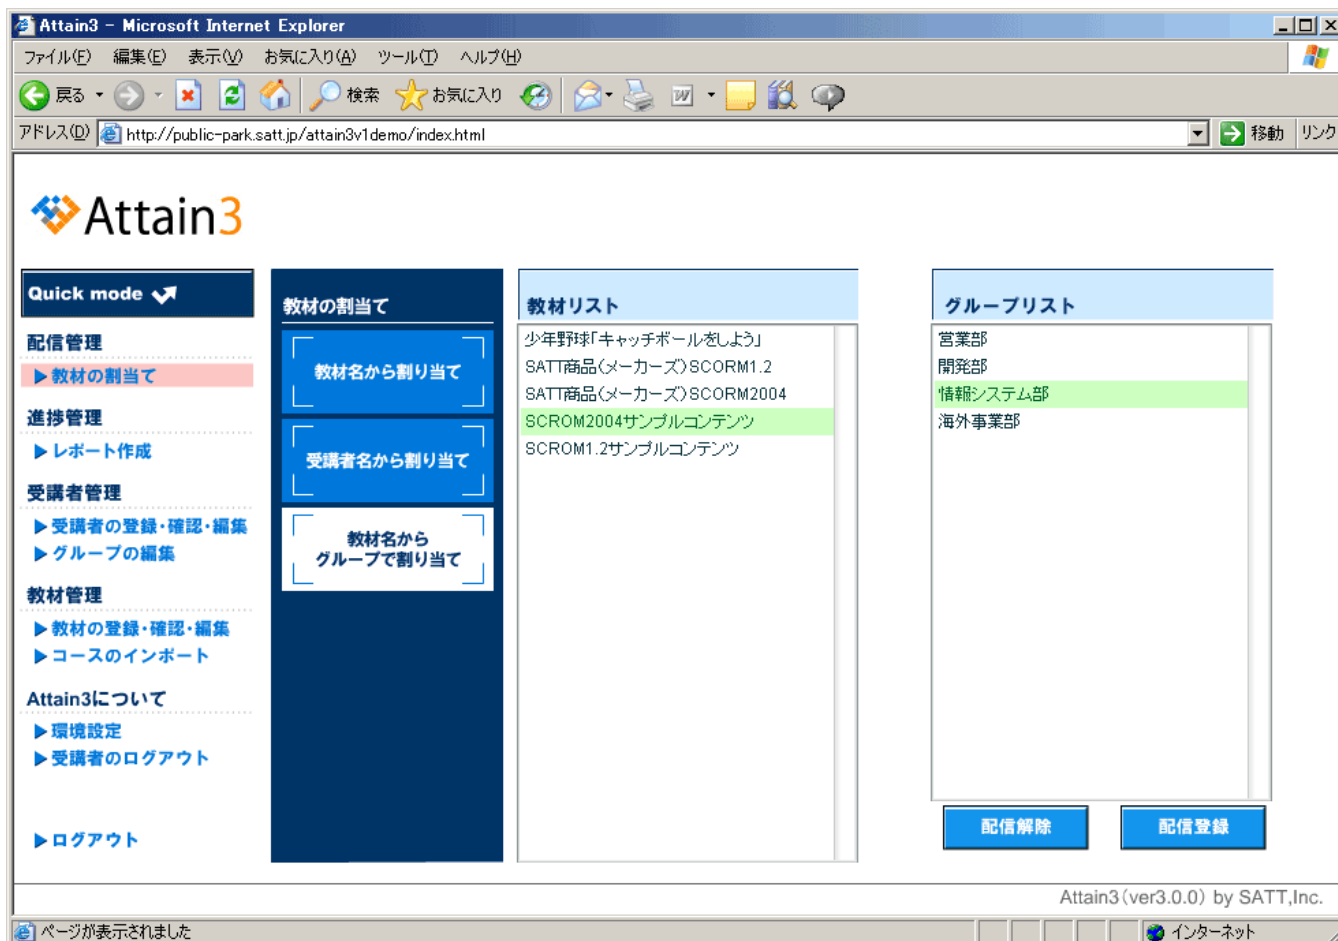 Attain3 - Microsoft Internet Explorer
ファイル(F) 編集(E) 表示(V) お気に入り(A) ツール(T) ヘルプ(H)
戻る 検索 お気に入り
アドレス(D) http://public-park.satt.jp/attain3v1demo/index.html 移動 リンク
Attain3
Quick mode
配信管理
教材の割当て
進捗管理
レポート作成
受講者管理
受講者の登録・確認・編集
グループの編集
教材管理
教材の登録・確認・編集
コースのインポート
Attain3について
環境設定
受講者のログアウト
ログアウト
教材の割当て
教材名から割り当て
受講者名から割り当て
教材名から
グループで割り当て
教材リスト
少年野球「キャッチボールをしよう」
SATT商品(メーカーズ)SCORM1.2
SATT商品(メーカーズ)SCORM2004
SCROM2004サンプルコンテンツ
SCROM1.2サンプルコンテンツ
グループリスト
営業部
開発部
情報システム部
海外事業部
配信解除 配信登録
Attain3(ver3.0.0) by SATT,Inc.
ページが表示されました インターネット